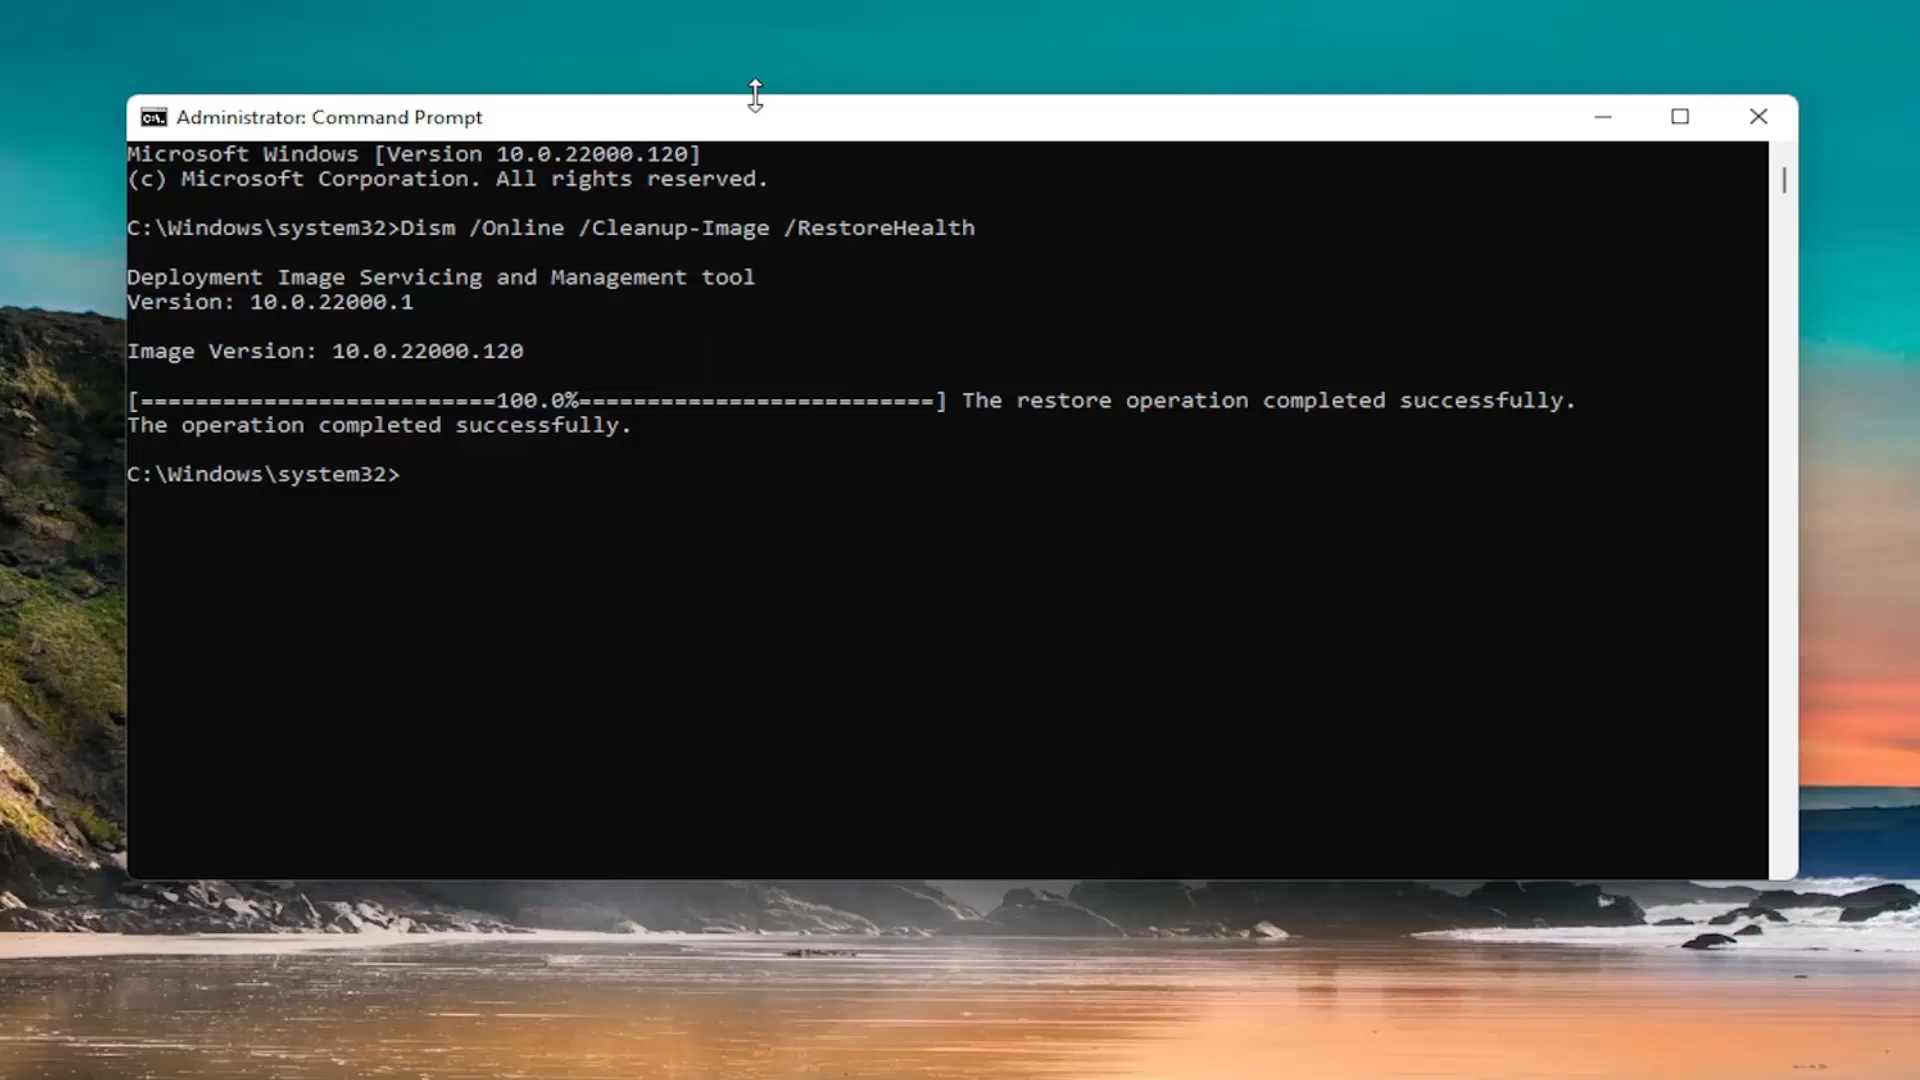 Administrator: Command Prompt
Microsoft Windows [Version 10.0.22000.120]
(c) Microsoft Corporation. All rights reserved.
C:\Windows\system32>Dism /Online /Cleanup-Image /RestoreHealth
Deployment Image Servicing and Management tool
Version: 10.0.22000.1
Image Version: 10.0.22000.120
[==========================100.0%==========================] The restore operation completed successfully.
The operation completed successfully.
C:\Windows\system32>